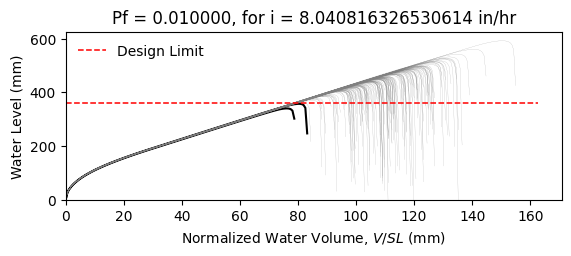 Pf = 0.010000, for i = 8.040816326530614 in/hr
Design Limit
Water Level (mm)
600
400
200
0
0 20 40 60 80 100 120 140 160
Normalized Water Volume, V/SL (mm)